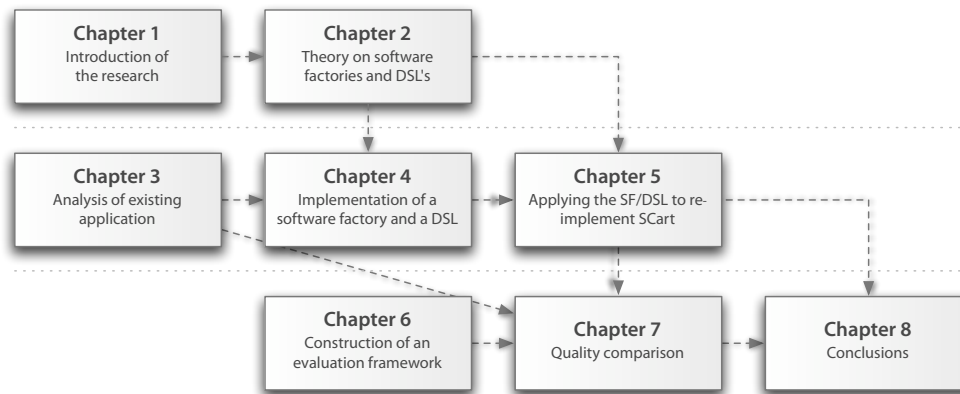 Chapter 1
Introduction of
the research
Chapter 2
Theory on software
factories and DSL's
Chapter 3
Analysis of existing
application
Chapter 4
Implementation of a
software factory and a DSL
Chapter 5
Applying the SF/DSL to re-
implement SCart
Chapter 6
Construction of an
evaluation framework
Chapter 7
Quality comparison
Chapter 8
Conclusions